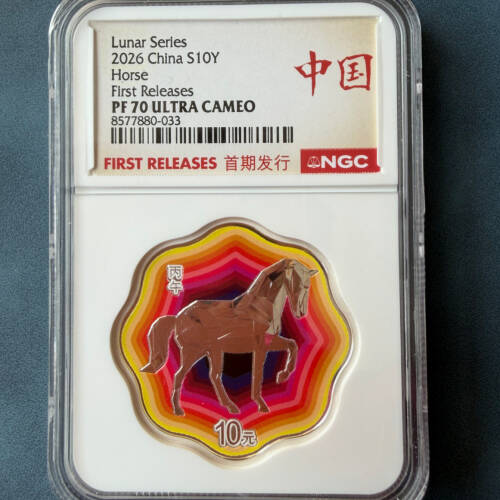 Lunar Series
2026 China S10Y
Horse
First Releases
PF 70 ULTRA CAMEO
8577880-033
中国
FIRST RELEASES 首期发行 NGC
丙午
10元